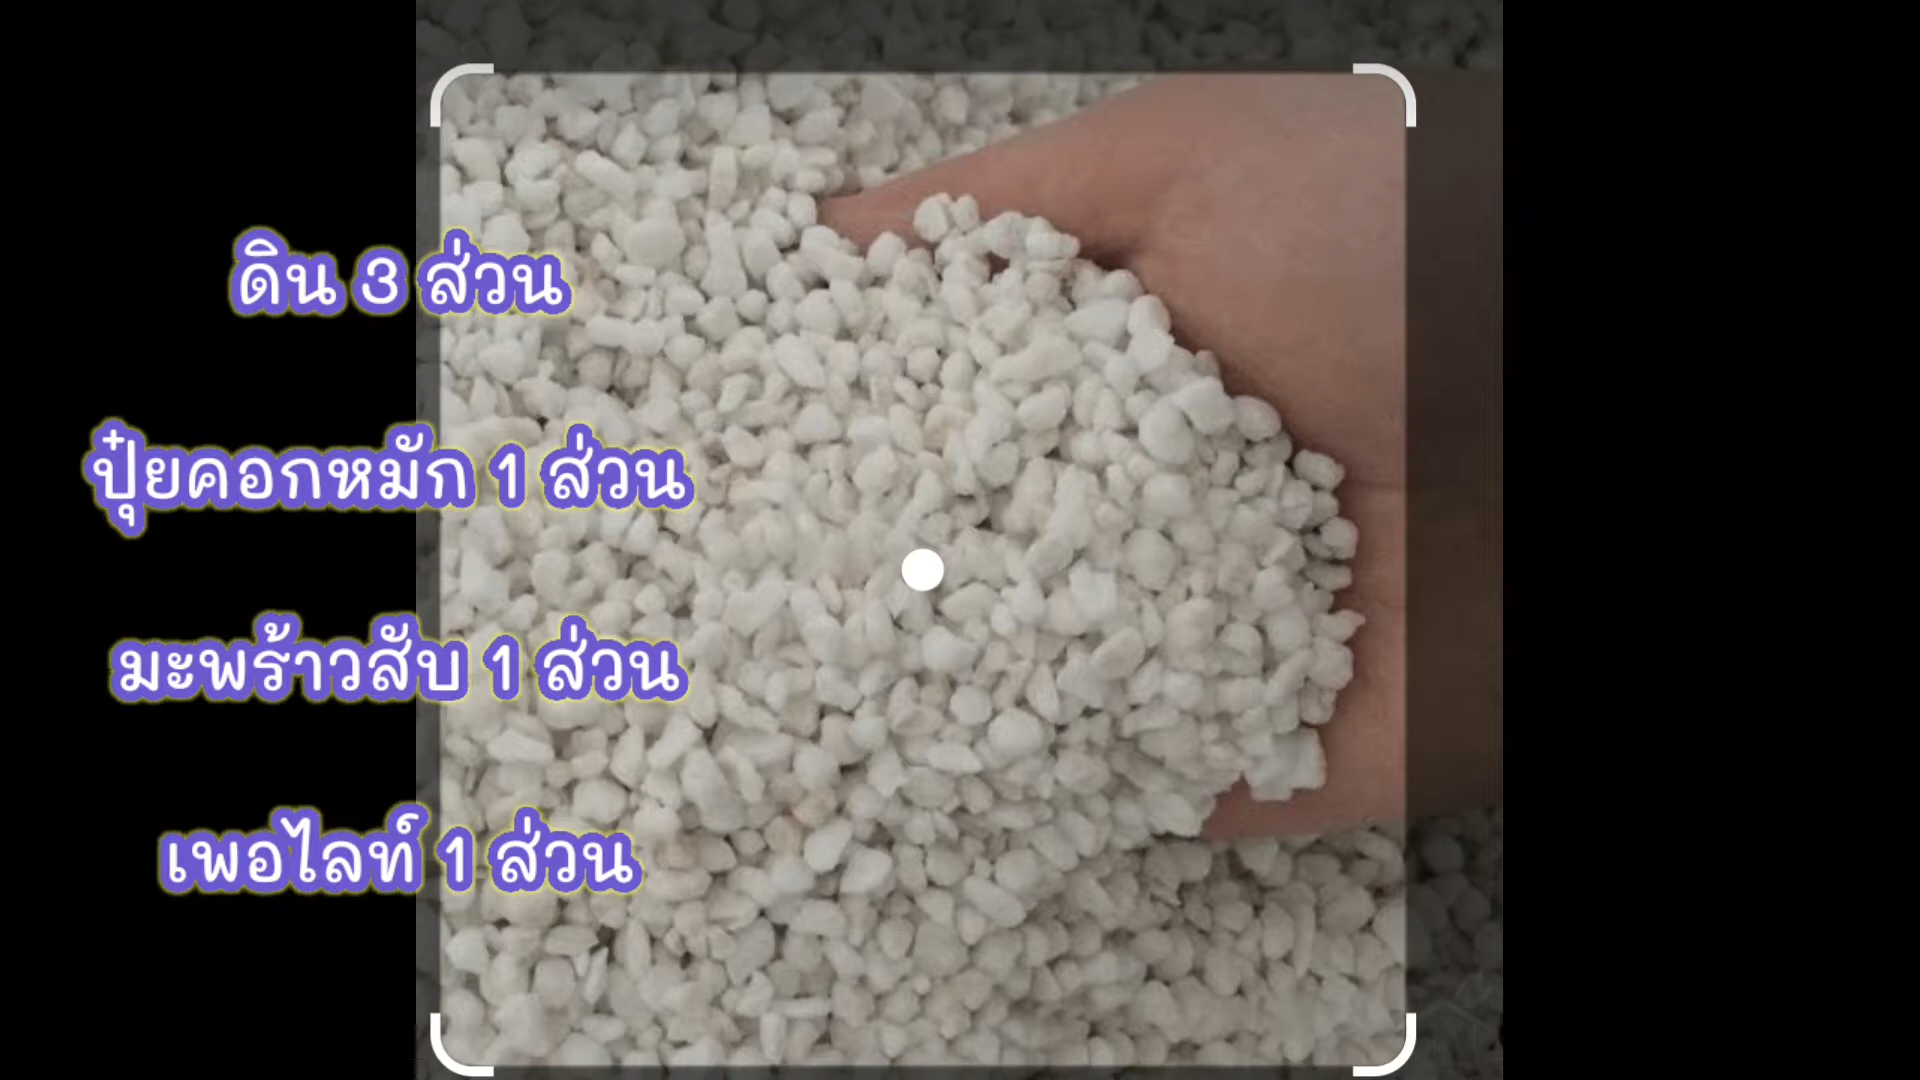 ดิน 3 ส่วน
ปุ๋ยคอกหมัก 1 ส่วน
มะพร้าวสับ 1 ส่วน
เพอไลท์ 1 ส่วน